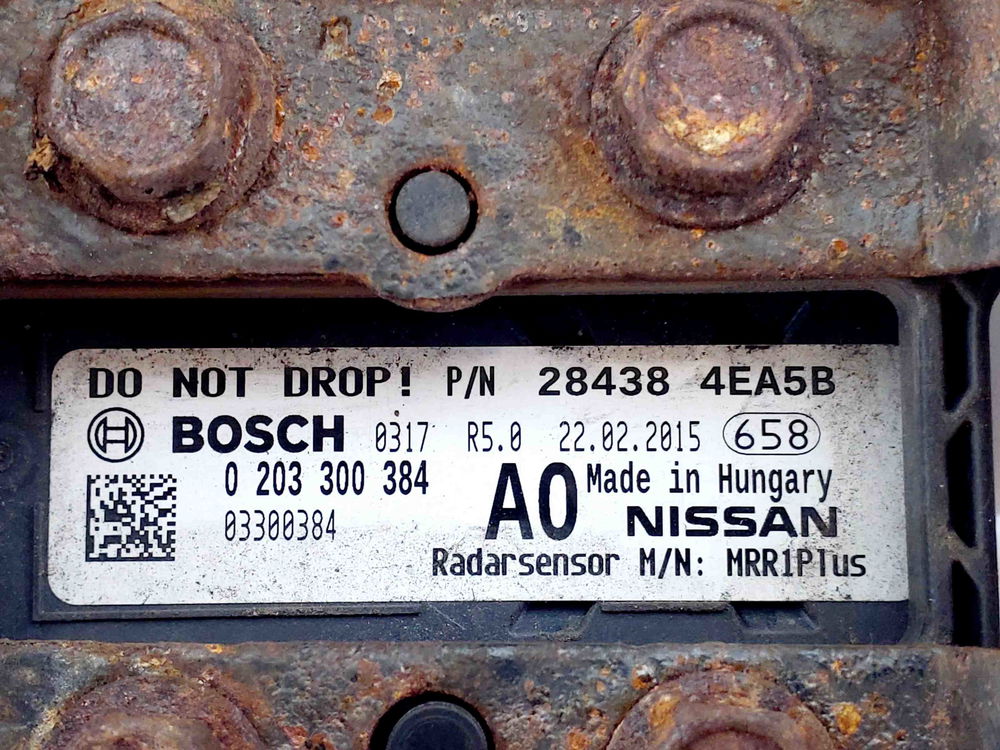 DO NOT DROP! P/N 28438 4EA5B
BOSCH 0317 R5.0 22.02.2015 658
0 203 300 384 A0 Made in Hungary
03300384 NISSAN
Radarsensor M/N: MRR1Plus